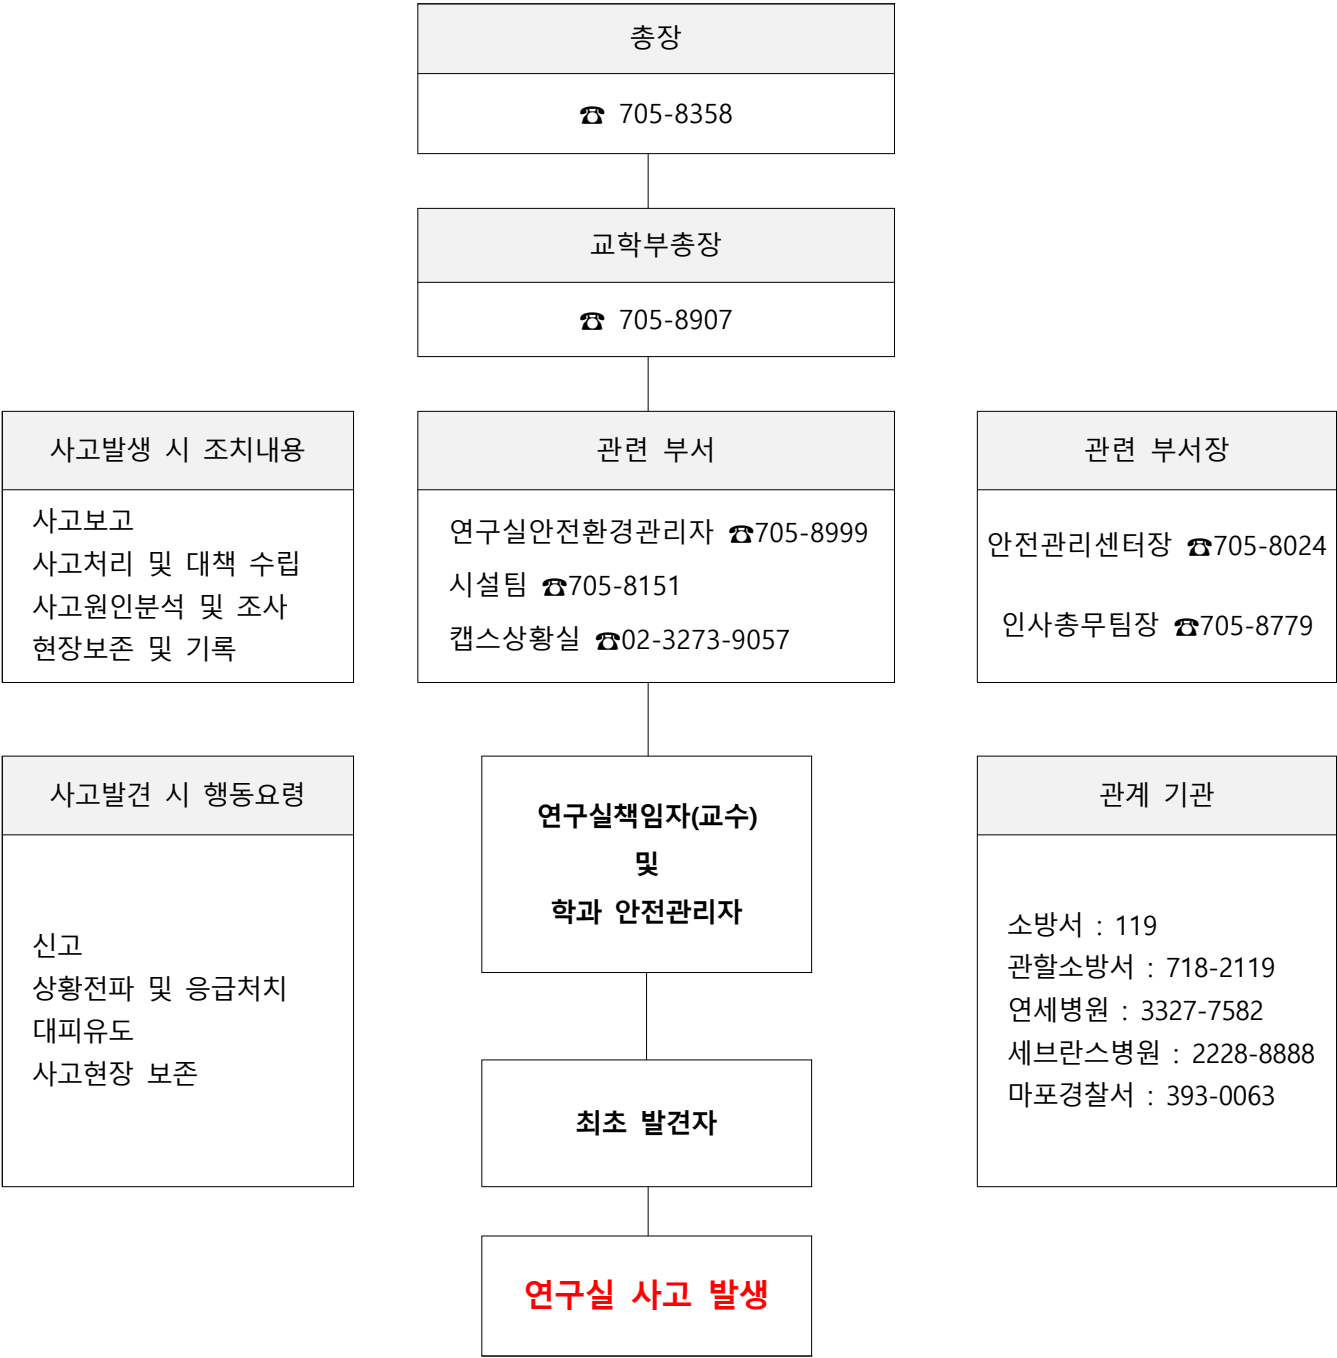 총장
☎ 705-8358
교학부총장
☎ 705-8907
사고발생 시 조치내용
사고보고
사고처리 및 대책 수립
사고원인분석 및 조사
현장보존 및 기록
관련 부서
연구실안전환경관리자 ☎705-8999
시설팀 ☎705-8151
캡스상황실 ☎02-3273-9057
관련 부서장
안전관리센터장 ☎705-8024
인사총무팀장 ☎705-8779
사고발견 시 행동요령
신고
상황전파 및 응급처치
대피유도
사고현장 보존
연구실책임자(교수)
및
학과 안전관리자
최초 발견자
연구실 사고 발생
관계 기관
소방서 : 119
관할소방서 : 718-2119
연세병원 : 3327-7582
세브란스병원 : 2228-8888
마포경찰서 : 393-0063